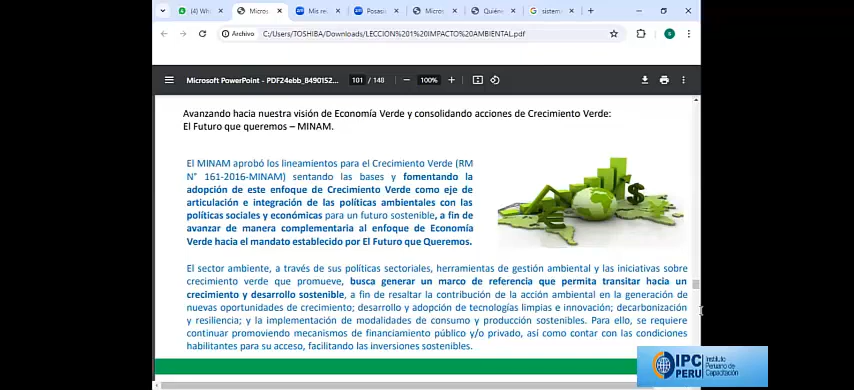 (4) Wh
Micros
Mis re
Posas
Micros
Quién
sistem
Archivo
C:/Users/TOSHIBA/Downloads/LECCION%201%20IMPACTO%20AMBIENTAL.pdf
S
Microsoft PowerPoint - PDF24ebb_8490152...
101 / 148
100%
Avanzando hacia nuestra visión de Economía Verde y consolidando acciones de Crecimiento Verde:
El Futuro que queremos – MINAM.
El MINAM aprobó los lineamientos para el Crecimiento Verde (RM
N° 161-2016-MINAM) sentando las bases y fomentando la
adopción de este enfoque de Crecimiento Verde como eje de
articulación e integración de las políticas ambientales con las
políticas sociales y económicas para un futuro sostenible, a fin de
avanzar de manera complementaria al enfoque de Economía
Verde hacia el mandato establecido por El Futuro que Queremos.
$
€
El sector ambiente, a través de sus políticas sectoriales, herramientas de gestión ambiental y las iniciativas sobre
crecimiento verde que promueve, busca generar un marco de referencia que permita transitar hacia un
crecimiento y desarrollo sostenible, a fin de resaltar la contribución de la acción ambiental en la generación de
nuevas oportunidades de crecimiento; desarrollo y adopción de tecnologías limpias e innovación; decarbonización
y resiliencia; y la implementación de modalidades de consumo y producción sostenibles. Para ello, se requiere
continuar promoviendo mecanismos de financiamiento público y/o privado, así como contar con las condiciones
habilitantes para su acceso, facilitando las inversiones sostenibles.
IPC
PERU
Instituto
Peruano de
Capacitación